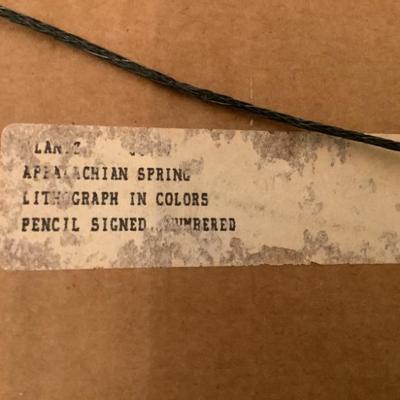 APPALACHIAN SPRING
LITHOGRAPH IN COLORS
PENCIL SIGNED, NUMBERED